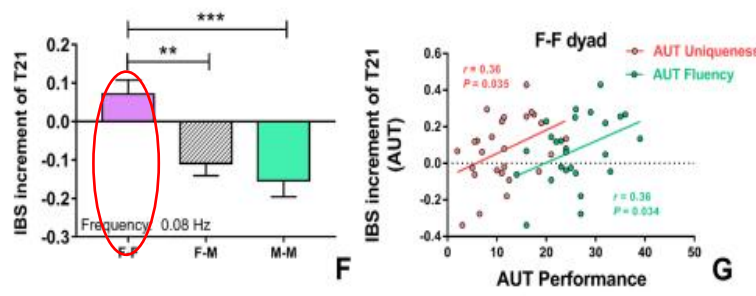 ***
**
IBS increment of T21
0.2
0.1
0.0
-0.1
-0.2
-0.3
Frequency 0.08 Hz
F-F
F-M
M-M
F
F-F dyad
AUT Uniqueness
AUT Fluency
r = 0.36
P = 0.035
IBS increment of T21
(AUT)
0.6
0.4
0.2
0.0
-0.2
-0.4
r = 0.36
P = 0.034
0
10
20
30
40
50
AUT Performance
G